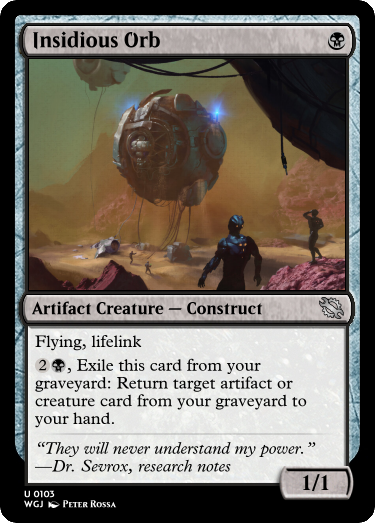 Insidious Orb
Artifact Creature — Construct
Flying, lifelink
2, Exile this card from your
graveyard: Return target artifact or
creature card from your graveyard to
your hand.
“They will never understand my power.”
—Dr. Sevrox, research notes
1/1
U 0103
WGJ Peter Rossa